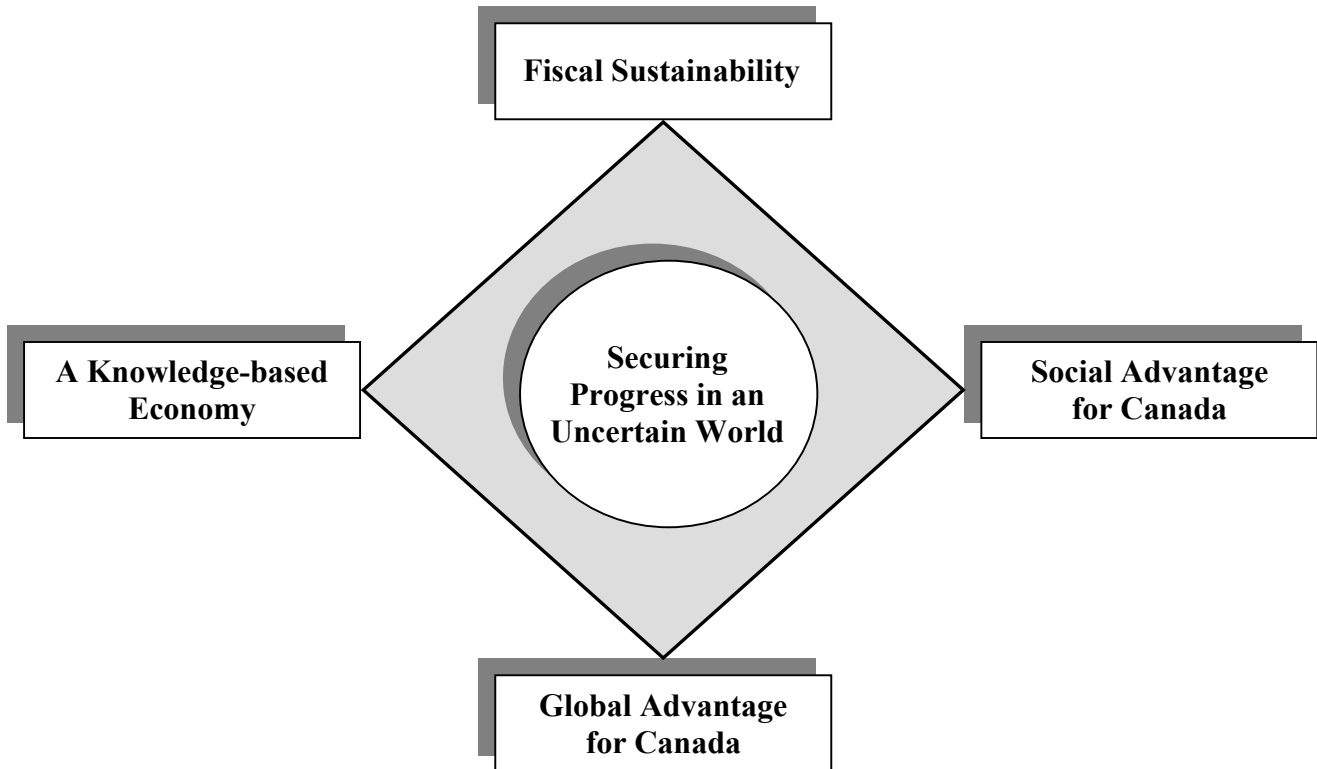 Fiscal Sustainability
A Knowledge-based
Economy
Securing
Progress in an
Uncertain World
Social Advantage
for Canada
Global Advantage
for Canada